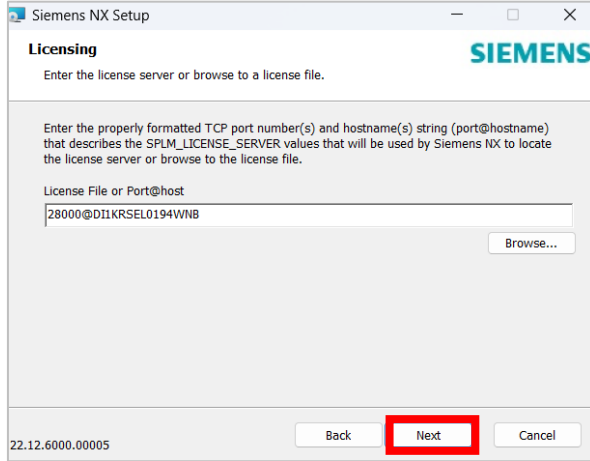 Siemens NX Setup
Licensing
SIEMENS
Enter the license server or browse to a license file.
Enter the properly formatted TCP port number(s) and hostname(s) string (port@hostname)
that describes the SPLM_LICENSE_SERVER values that will be used by Siemens NX to locate
the license server or browse to the license file.
License File or Port@host
28000@DI1KRSEL0194WNB
Browse...
Back
Next
Cancel
22.12.6000.00005